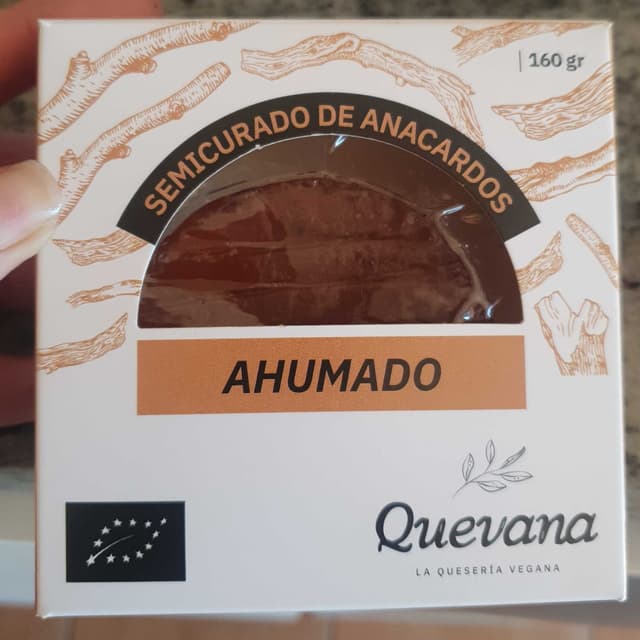 160 gr
SEMICURADO DE ANACARDOS
AHUMADO
Quevana
LA QUESERÍA VEGANA